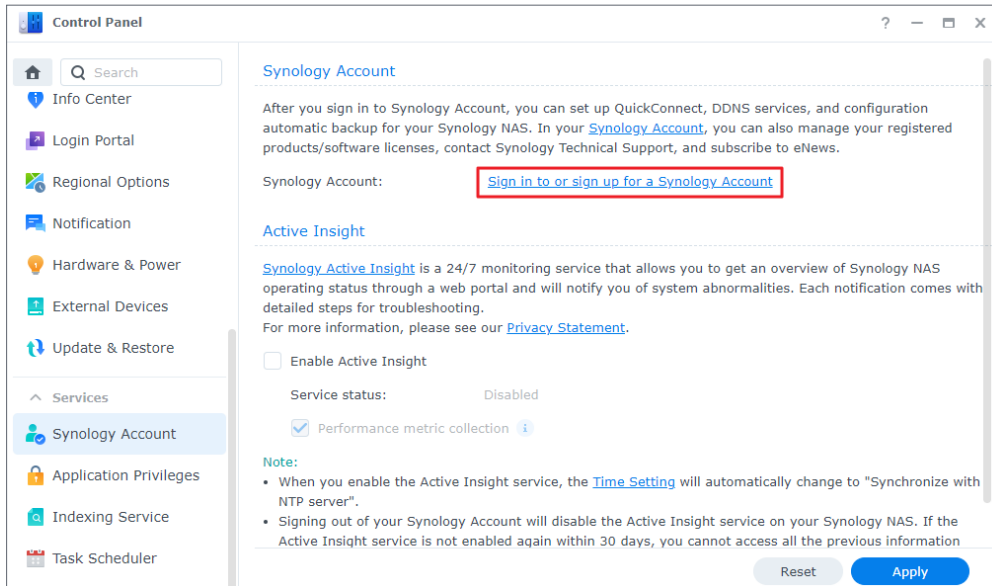 Control Panel
?
Search
Info Center
Login Portal
Regional Options
Notification
Hardware & Power
External Devices
Update & Restore
Services
Synology Account
Application Privileges
Indexing Service
Task Scheduler
Synology Account
After you sign in to Synology Account, you can set up QuickConnect, DDNS services, and configuration
automatic backup for your Synology NAS. In your Synology Account, you can also manage your registered
products/software licenses, contact Synology Technical Support, and subscribe to eNews.
Synology Account: Sign in to or sign up for a Synology Account
Active Insight
Synology Active Insight is a 24/7 monitoring service that allows you to get an overview of Synology NAS
operating status through a web portal and will notify you of system abnormalities. Each notification comes with
detailed steps for troubleshooting.
For more information, please see our Privacy Statement.
Enable Active Insight
Service status: Disabled
Performance metric collection i
Note:
• When you enable the Active Insight service, the Time Setting will automatically change to "Synchronize with
NTP server".
• Signing out of your Synology Account will disable the Active Insight service on your Synology NAS. If the
Active Insight service is not enabled again within 30 days, you cannot access all the previous information
Reset Apply